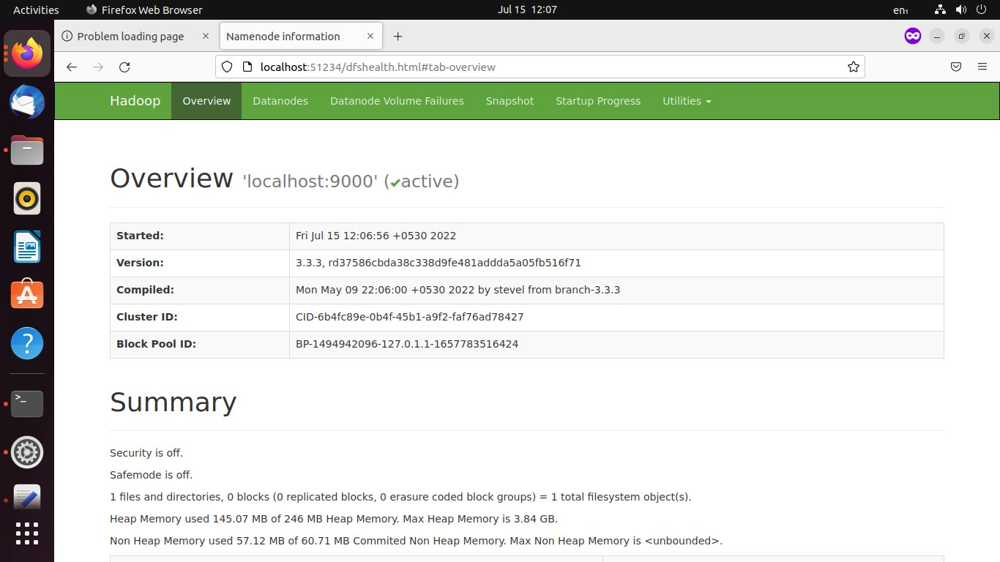 Activities Firefox Web Browser Jul 15 12:07 en₁
Problem loading page Namenode information
localhost:51234/dfshealth.html#tab-overview
Hadoop Overview Datanodes Datanode Volume Failures Snapshot Startup Progress Utilities
Overview 'localhost:9000' (✔active)
Started: Fri Jul 15 12:06:56 +0530 2022
Version: 3.3.3, rd37586cbda38c338d9fe481addda5a05fb516f71
Compiled: Mon May 09 22:06:00 +0530 2022 by stevel from branch-3.3.3
Cluster ID: CID-6b4fc89e-0b4f-45b1-a9f2-faf76ad78427
Block Pool ID: BP-1494942096-127.0.1.1-1657783516424
Summary
Security is off.
Safemode is off.
1 files and directories, 0 blocks (0 replicated blocks, 0 erasure coded block groups) = 1 total filesystem object(s).
Heap Memory used 145.07 MB of 246 MB Heap Memory. Max Heap Memory is 3.84 GB.
Non Heap Memory used 57.12 MB of 60.71 MB Commited Non Heap Memory. Max Non Heap Memory is <unbounded>.